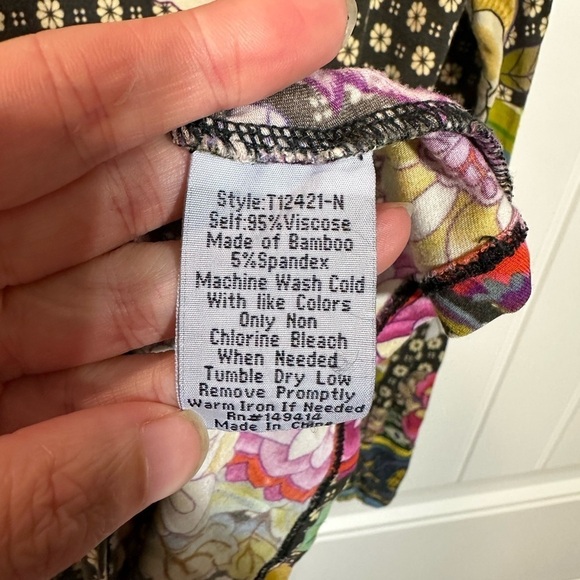 Style:T12421-N
Self:95%Viscose
Made of Bamboo
5%Spandex
Machine Wash Cold
With like Colors
Only Non
Chlorine Bleach
When Needed
Tumble Dry Low
Remove Promptly
Warm Iron If Needed
Rn#149414
Made In China